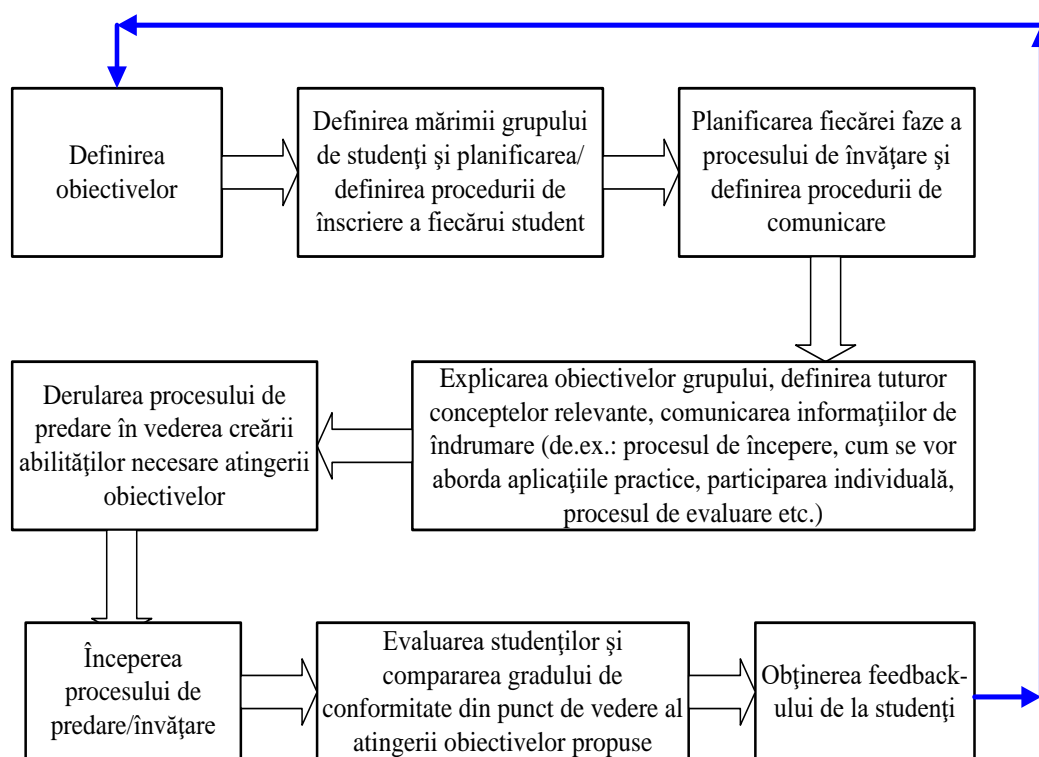 Definirea
obiectivelor
Definirea mărimii grupului
de studenţi şi planificarea/
definirea procedurii de
înscriere a fiecărui student
Planificarea fiecărei faze a
procesului de învăţare şi
definirea procedurii de
comunicare
Explicarea obiectivelor grupului, definirea tuturor
conceptelor relevante, comunicarea informaţiilor de
îndrumare (de.ex.: procesul de începere, cum se vor
aborda aplicaţiile practice, participarea individuală,
procesul de evaluare etc.)
Derularea procesului de
predare în vederea creării
abilităţilor necesare atingerii
obiectivelor
Începerea
procesului de
predare/învăţare
Evaluarea studenţilor şi
compararea gradului de
conformitate din punct de vedere al
atingerii obiectivelor propuse
Obţinerea feedback-
ului de la studenţi